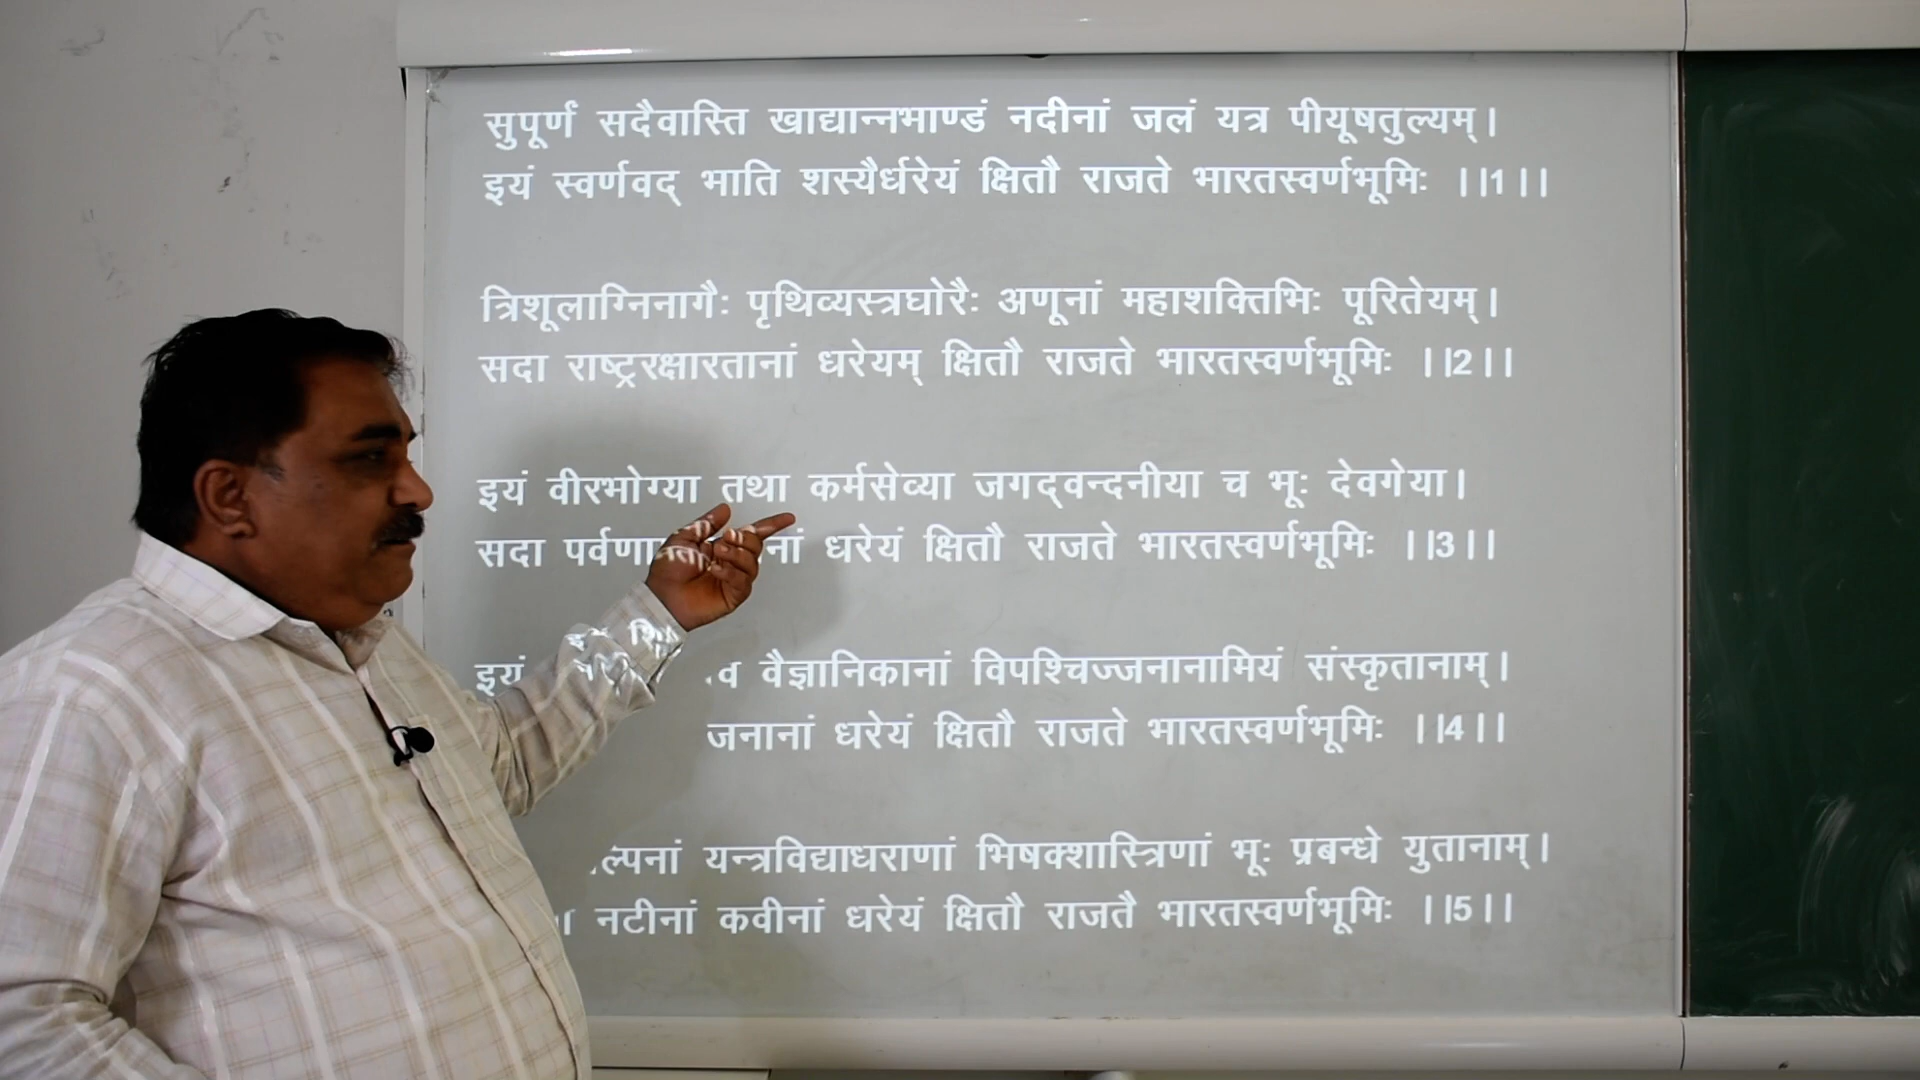 सुपूर्णं सदैवास्ति खाद्यान्नभाण्डं नदीनां जलं यत्र पीयूषतुल्यम्।
इयं स्वर्णवद् भाति शस्यैर्धरेयं क्षितौ राजते भारतस्वर्णभूमिः ।।1।।
त्रिशूलाग्निनागैः पृथिव्यस्त्रघोरैः अणूनां महाशक्तिभिः पूरितेयम्।
सदा राष्ट्ररक्षारतानां धरेयम् क्षितौ राजते भारतस्वर्णभूमिः ।।2।।
इयं वीरभोग्या तथा कर्मसेव्या जगद्वन्दनीया च भूः देवगेया।
सदा धरेयं क्षितौ राजते भारतस्वर्णभूमिः ।।3।।
इयं वैज्ञानिकानां विपश्चिज्जनानामियं संस्कृतानाम्।
जनानां धरेयं क्षितौ राजते भारतस्वर्णभूमिः ।।4।।
यन्त्रविद्याधराणां भिषक्शास्त्रिणां भूः प्रबन्धे युतानाम्।
नटीनां कवीनां धरेयं क्षितौ राजतै भारतस्वर्णभूमिः ।।5।।